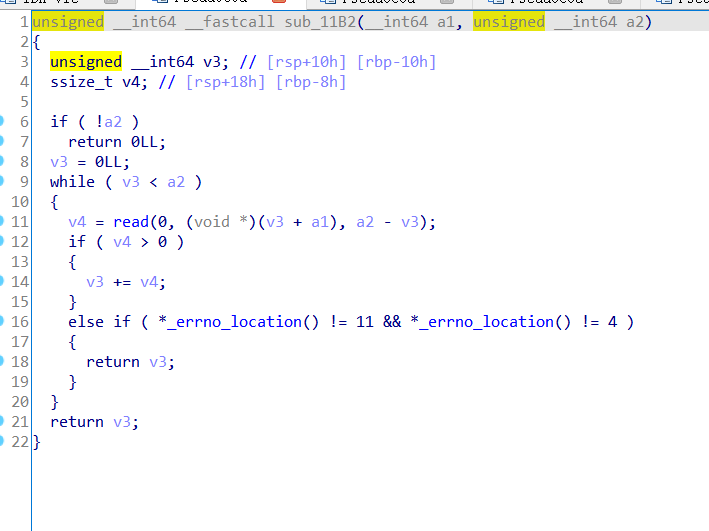 1 unsigned __int64 __fastcall sub_11B2(__int64 a1, unsigned __int64 a2)
2 {
3 unsigned __int64 v3; // [rsp+10h] [rbp-10h]
4 ssize_t v4; // [rsp+18h] [rbp-8h]
5
6 if ( !a2 )
7 return 0LL;
8 v3 = 0LL;
9 while ( v3 < a2 )
10 {
11 v4 = read(0, (void *)(v3 + a1), a2 - v3);
12 if ( v4 > 0 )
13 {
14 v3 += v4;
15 }
16 else if ( *_errno_location() != 11 && *_errno_location() != 4 )
17 {
18 return v3;
19 }
20 }
21 return v3;
22 }